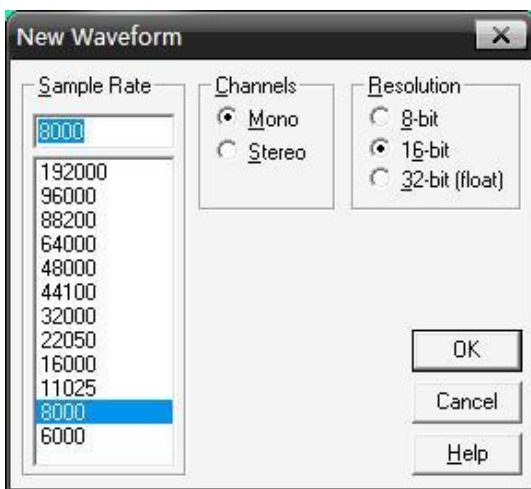 New Waveform
Sample Rate
8000
192000
96000
88200
64000
48000
44100
32000
22050
16000
11025
8000
6000
Channels
Mono
Stereo
Resolution
8-bit
16-bit
32-bit (float)
OK
Cancel
Help